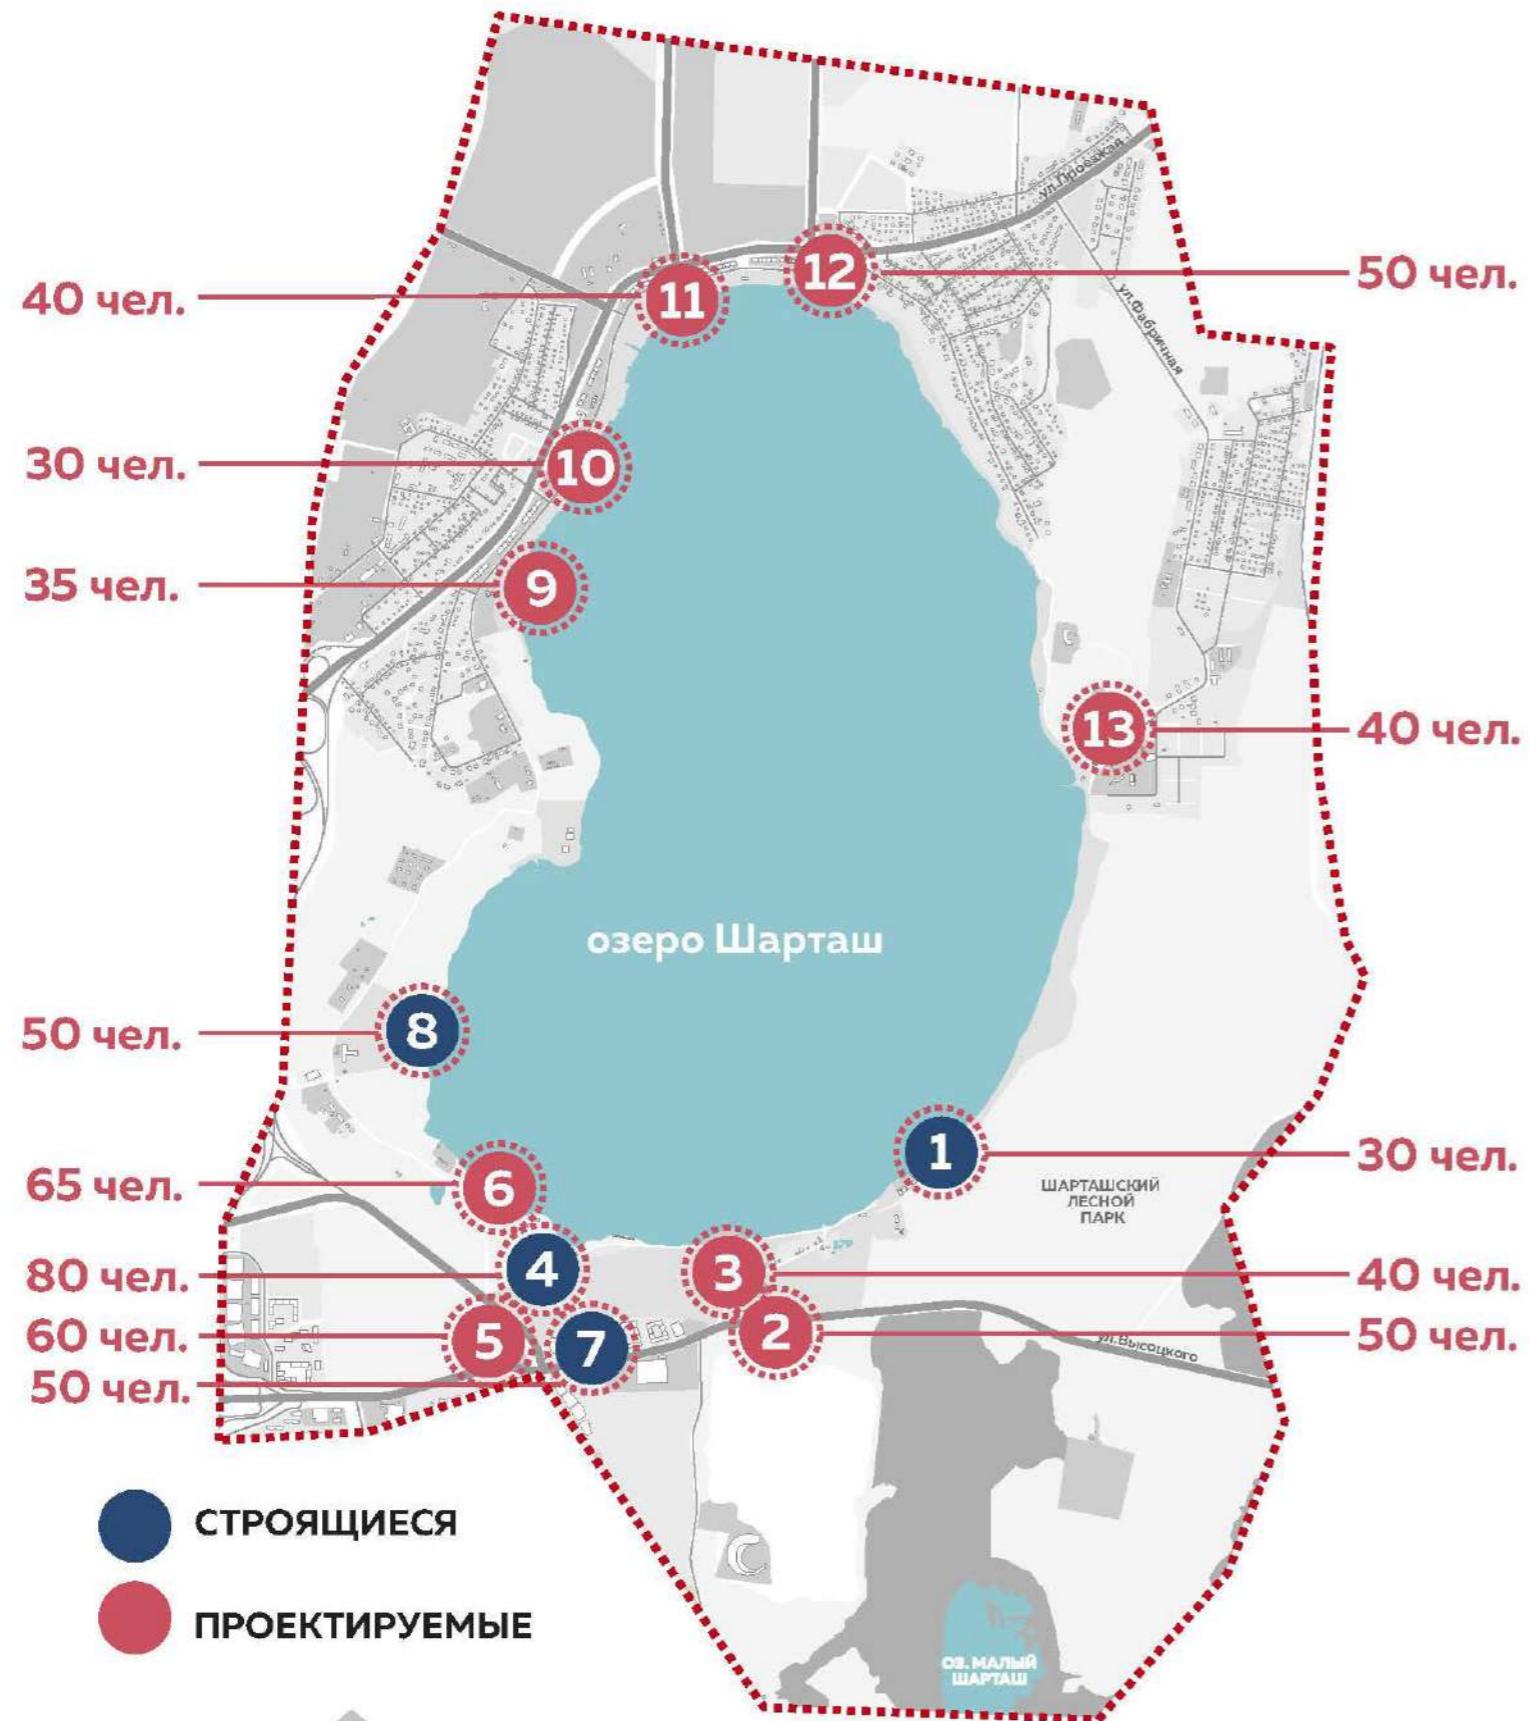 ул.Проезжая
12
50 чел.
40 чел.
11
ул.Фабричная
30 чел.
10
35 чел.
9
13
40 чел.
озеро Шарташ
50 чел.
8
1
30 чел.
65 чел.
6
ШАРТАШСКИЙ
ЛЕСНОЙ
ПАРК
80 чел.
4
3
40 чел.
60 чел.
5
7
2
50 чел.
ул.Высоцкого
50 чел.
СТРОЯЩИЕСЯ
ПРОЕКТИРУЕМЫЕ
ОЗ. МАЛЫЙ
ШАРТАШ